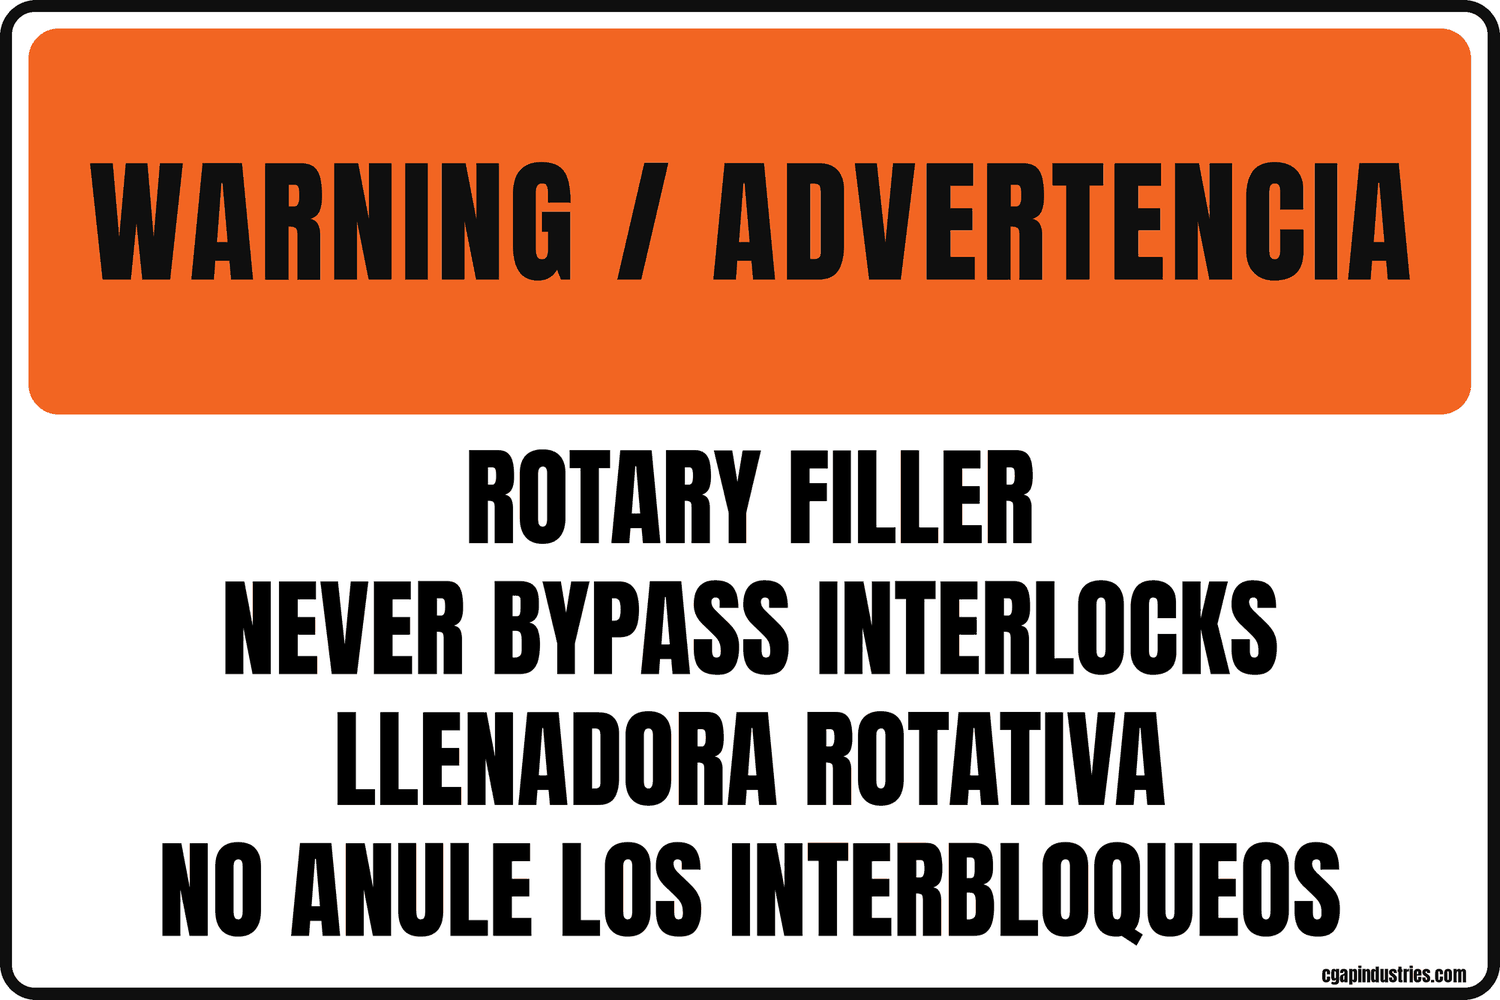 WARNING / ADVERTENCIA
ROTARY FILLER
NEVER BYPASS INTERLOCKS
LLENADORA ROTATIVA
NO ANULE LOS INTERBLOQUEOS
cgapindustries.com